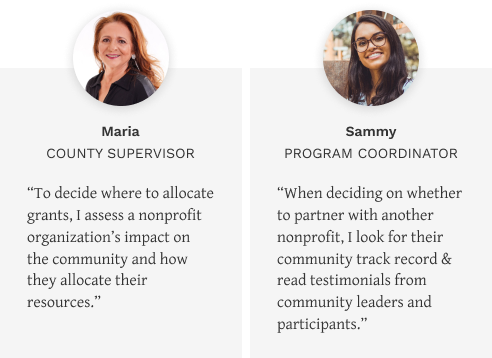 Maria
COUNTY SUPERVISOR
“To decide where to allocate
grants, I assess a nonprofit
organization’s impact on
the community and how
they allocate their
resources.”
Sammy
PROGRAM COORDINATOR
“When deciding on whether
to partner with another
nonprofit, I look for their
community track record &
read testimonials from
community leaders and
participants.”